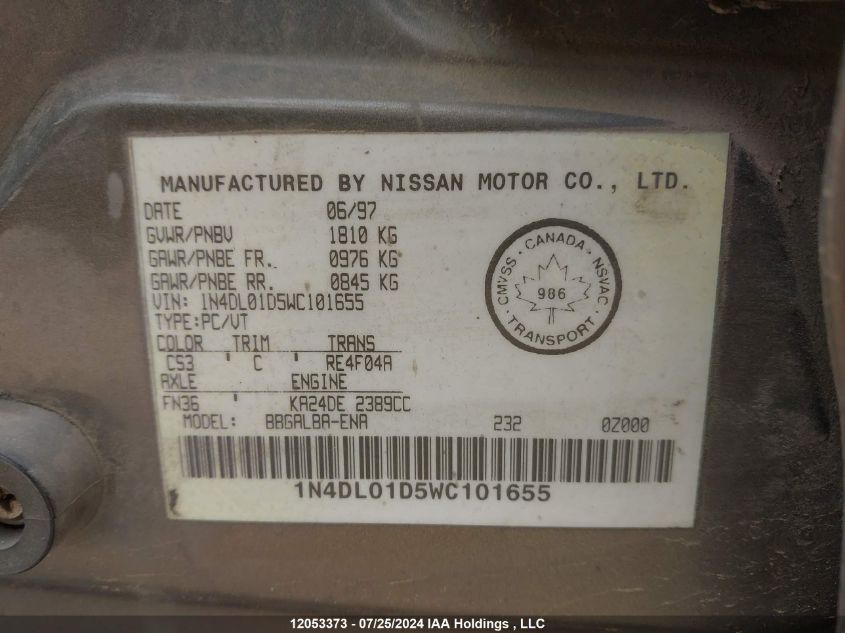 MANUFACTURED BY NISSAN MOTOR CO., LTD.
DATE 06/97
GVWR/PNBV 1810 KG
GAWR/PNBE FR. 0976 KG
GAWR/PNBE RR. 0845 KG
VIN: 1N4DL01D5WC101655
TYPE:PC/VT
COLOR TRIM TRANS
CS3 ' C ' RE4F04A
AXLE ENGINE
FN36 ' KA24DE 2389CC
MODEL: BBGALBA-ENA 232 0Z000
1N4DL01D5WC101655
CMVSS · CANADA · NSVAC
986
· TRANSPORT ·
12053373 - 07/25/2024 IAA Holdings , LLC